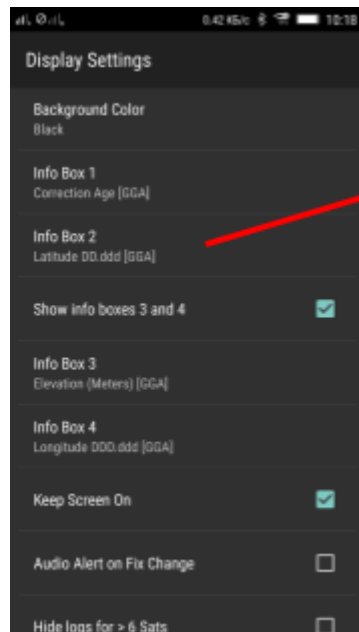 0.42 КБ/с 10:18
Display Settings
Background Color
Black
Info Box 1
Correction Age [GGA]
Info Box 2
Latitude DD.ddd [GGA]
Show info boxes 3 and 4
Info Box 3
Elevation (Meters) [GGA]
Info Box 4
Longitude DDD.ddd [GGA]
Keep Screen On
Audio Alert on Fix Change
Hide logs for > 6 Sats